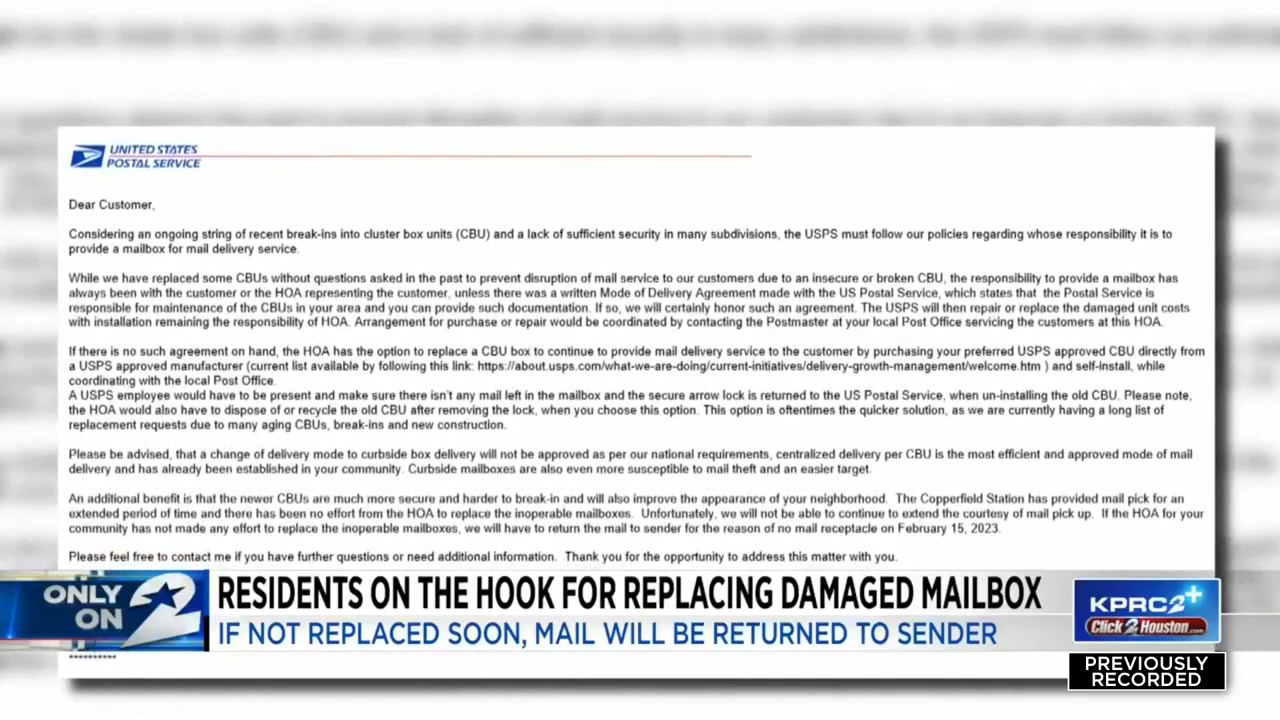 UNITED STATES
POSTAL SERVICE
Dear Customer,
Considering an ongoing string of recent break-ins into cluster box units (CBU) and a lack of sufficient security in many subdivisions, the USPS must follow our policies regarding whose responsibility it is to
provide a mailbox for mail delivery service.
While we have replaced some CBUs without questions asked in the past to prevent disruption of mail service to our customers due to an insecure or broken CBU, the responsibility to provide a mailbox has
always been with the customer or the HOA representing the customer, unless there was a written Mode of Delivery Agreement made with the US Postal Service, which states that the Postal Service is
responsible for maintenance of the CBUs in your area and you can provide such documentation. If so, we will certainly honor such an agreement. The USPS will then repair or replace the damaged unit costs
with installation remaining the responsibility of HOA. Arrangement for purchase or repair would be coordinated by contacting the Postmaster at your local Post Office servicing the customers at this HOA.
If there is no such agreement on hand, the HOA has the option to replace a CBU box to continue to provide mail delivery service to the customer by purchasing your preferred USPS approved CBU directly from
a USPS approved manufacturer (current list available by following this link: https://about.usps.com/what-we-are-doing/current-initiatives/delivery-growth-management/welcome.htm ) and self-install, while
coordinating with the local Post Office.
A USPS employee would have to be present and make sure there isn't any mail left in the mailbox and the secure arrow lock is returned to the US Postal Service, when un-installing the old CBU. Please note,
the HOA would also have to dispose of or recycle the old CBU after removing the lock, when you choose this option. This option is oftentimes the quicker solution, as we are currently having a long list of
replacement requests due to many aging CBUs, break-ins and new construction.
Please be advised, that a change of delivery mode to curbside box delivery will not be approved as per our national requirements, centralized delivery per CBU is the most efficient and approved mode of mail
delivery and has already been established in your community. Curbside mailboxes are also even more susceptible to mail theft and an easier target.
An additional benefit is that the newer CBUs are much more secure and harder to break-in and will also improve the appearance of your neighborhood. The Copperfield Station has provided mail pick for an
extended period of time and there has been no effort from the HOA to replace the inoperable mailboxes. Unfortunately, we will not be able to continue to extend the courtesy of mail pick up. If the HOA for your
community has not made any effort to replace the inoperable mailboxes, we will have to return the mail to sender for the reason of no mail receptacle on February 15, 2023.
Please feel free to contact me if you have further questions or need additional information. Thank you for the opportunity to address this matter with you.
ONLY
ON 2
RESIDENTS ON THE HOOK FOR REPLACING DAMAGED MAILBOX
IF NOT REPLACED SOON, MAIL WILL BE RETURNED TO SENDER
KPRC2+
Click2Houston.com
**********
PREVIOUSLY
RECORDED